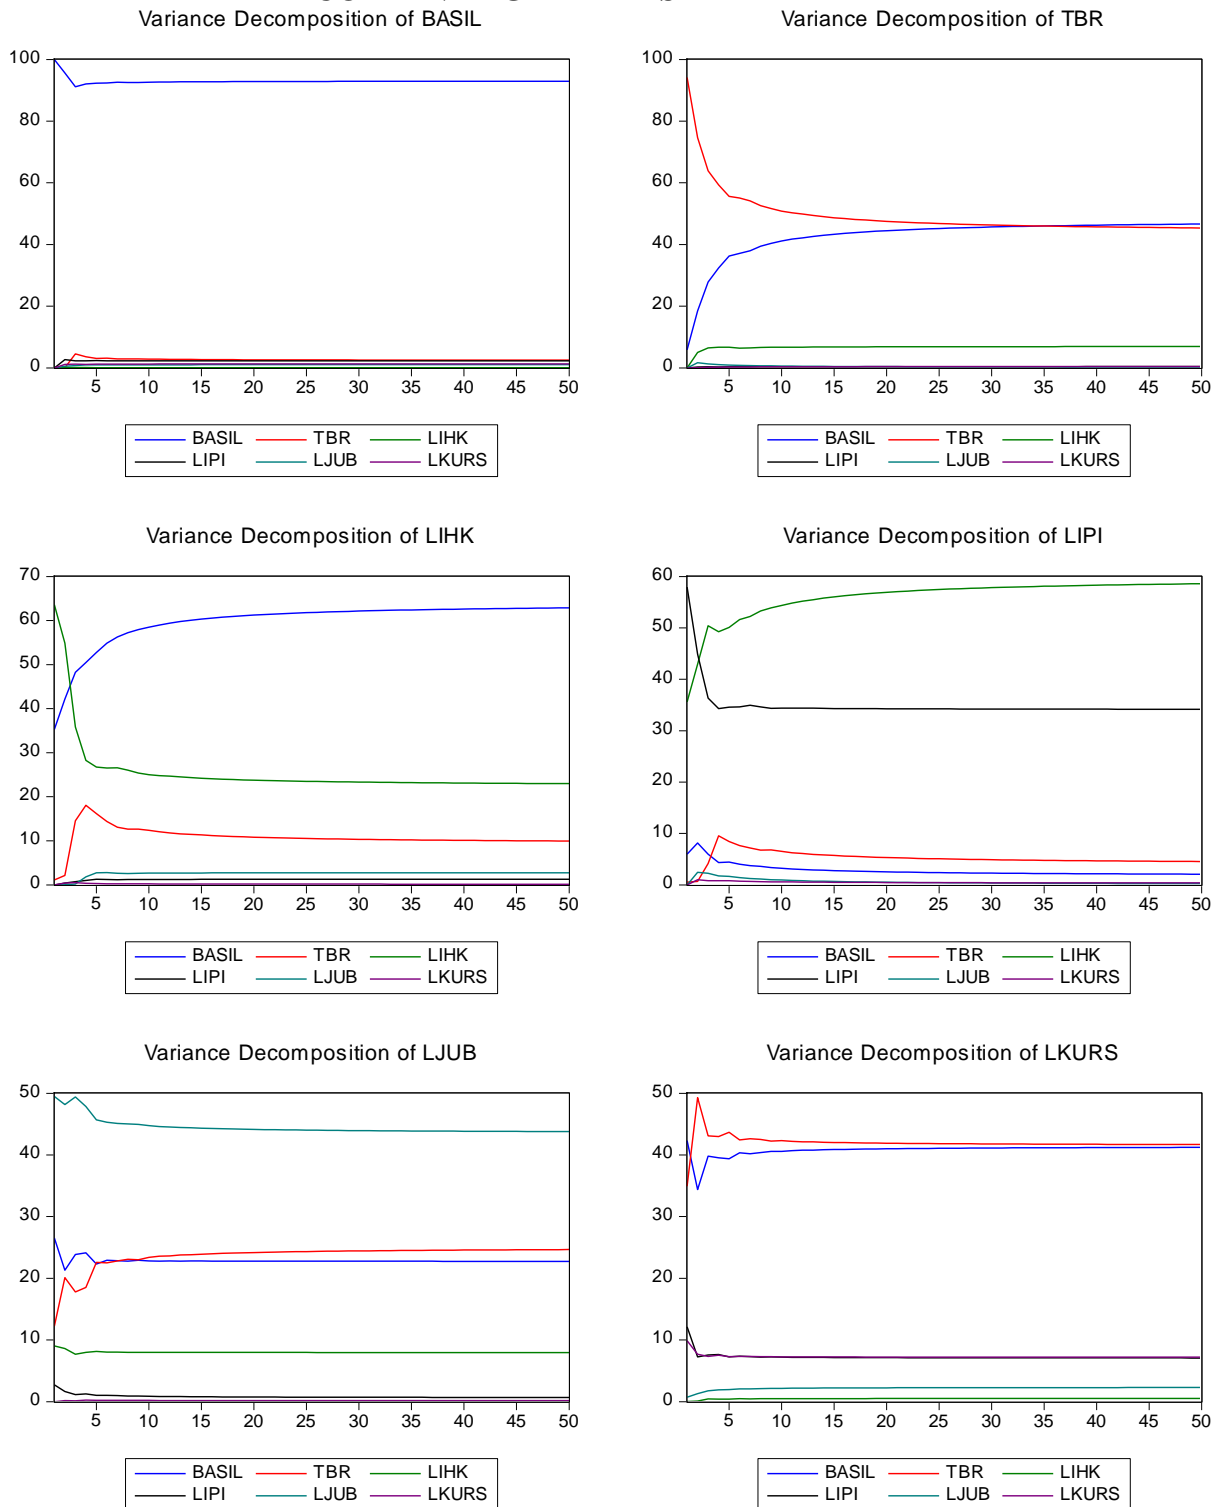 Variance Decomposition of BASIL
100
80
60
40
20
0
5 10 15 20 25 30 35 40 45 50
BASIL TBR LIHK
LIPI LJUB LKURS
Variance Decomposition of TBR
100
80
60
40
20
0
5 10 15 20 25 30 35 40 45 50
BASIL TBR LIHK
LIPI LJUB LKURS
Variance Decomposition of LIHK
70
60
50
40
30
20
10
0
5 10 15 20 25 30 35 40 45 50
BASIL TBR LIHK
LIPI LJUB LKURS
Variance Decomposition of LIPI
60
50
40
30
20
10
0
5 10 15 20 25 30 35 40 45 50
BASIL TBR LIHK
LIPI LJUB LKURS
Variance Decomposition of LJUB
50
40
30
20
10
0
5 10 15 20 25 30 35 40 45 50
BASIL TBR LIHK
LIPI LJUB LKURS
Variance Decomposition of LKURS
50
40
30
20
10
0
5 10 15 20 25 30 35 40 45 50
BASIL TBR LIHK
LIPI LJUB LKURS